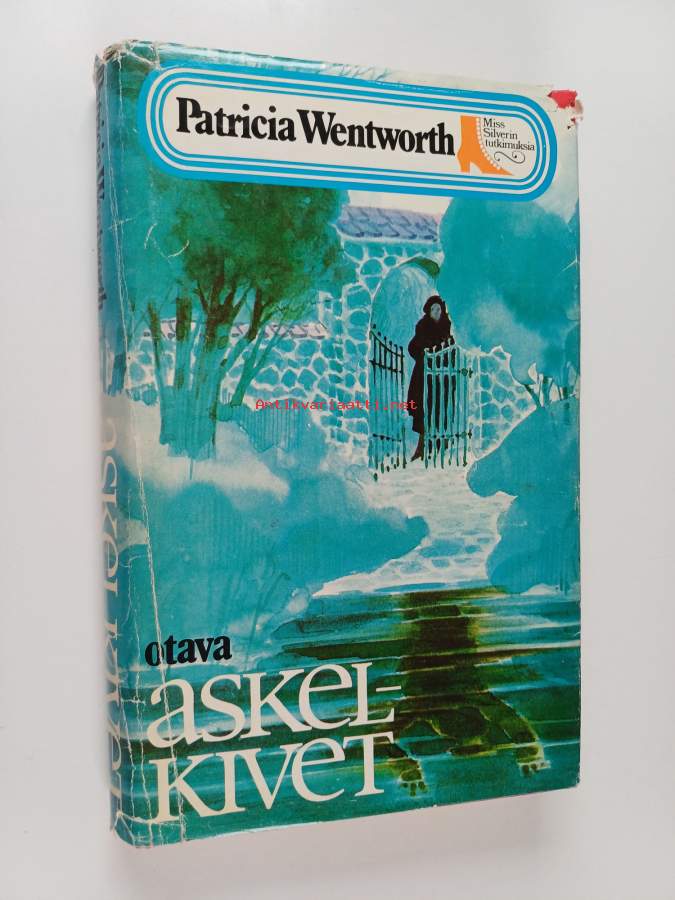 Patricia Wentworth
Miss
Silverin
tutkimuksia
Antikvariaatti.net
otava
ASKEL-
KIVET